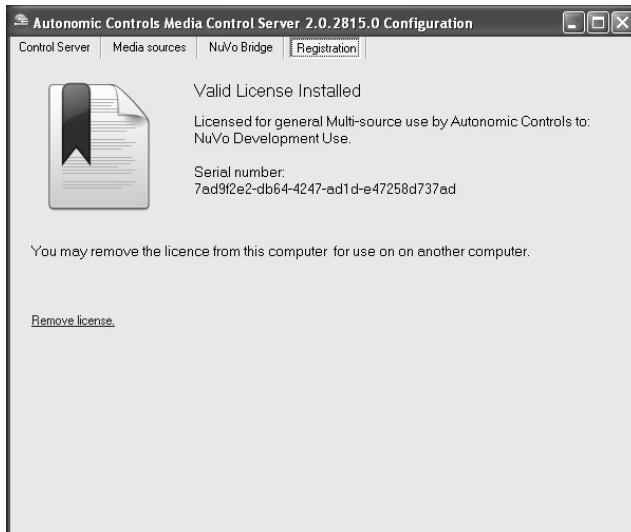 Autonomic Controls Media Control Server 2.0.2815.0 Configuration
Control Server Media sources NuVo Bridge Registration
Valid License Installed
Licensed for general Multi-source use by Autonomic Controls to:
NuVo Development Use.
Serial number:
7ad9f2e2-db64-4247-ad1d-e47258d737ad
You may remove the licence from this computer for use on on another computer.
Remove license.